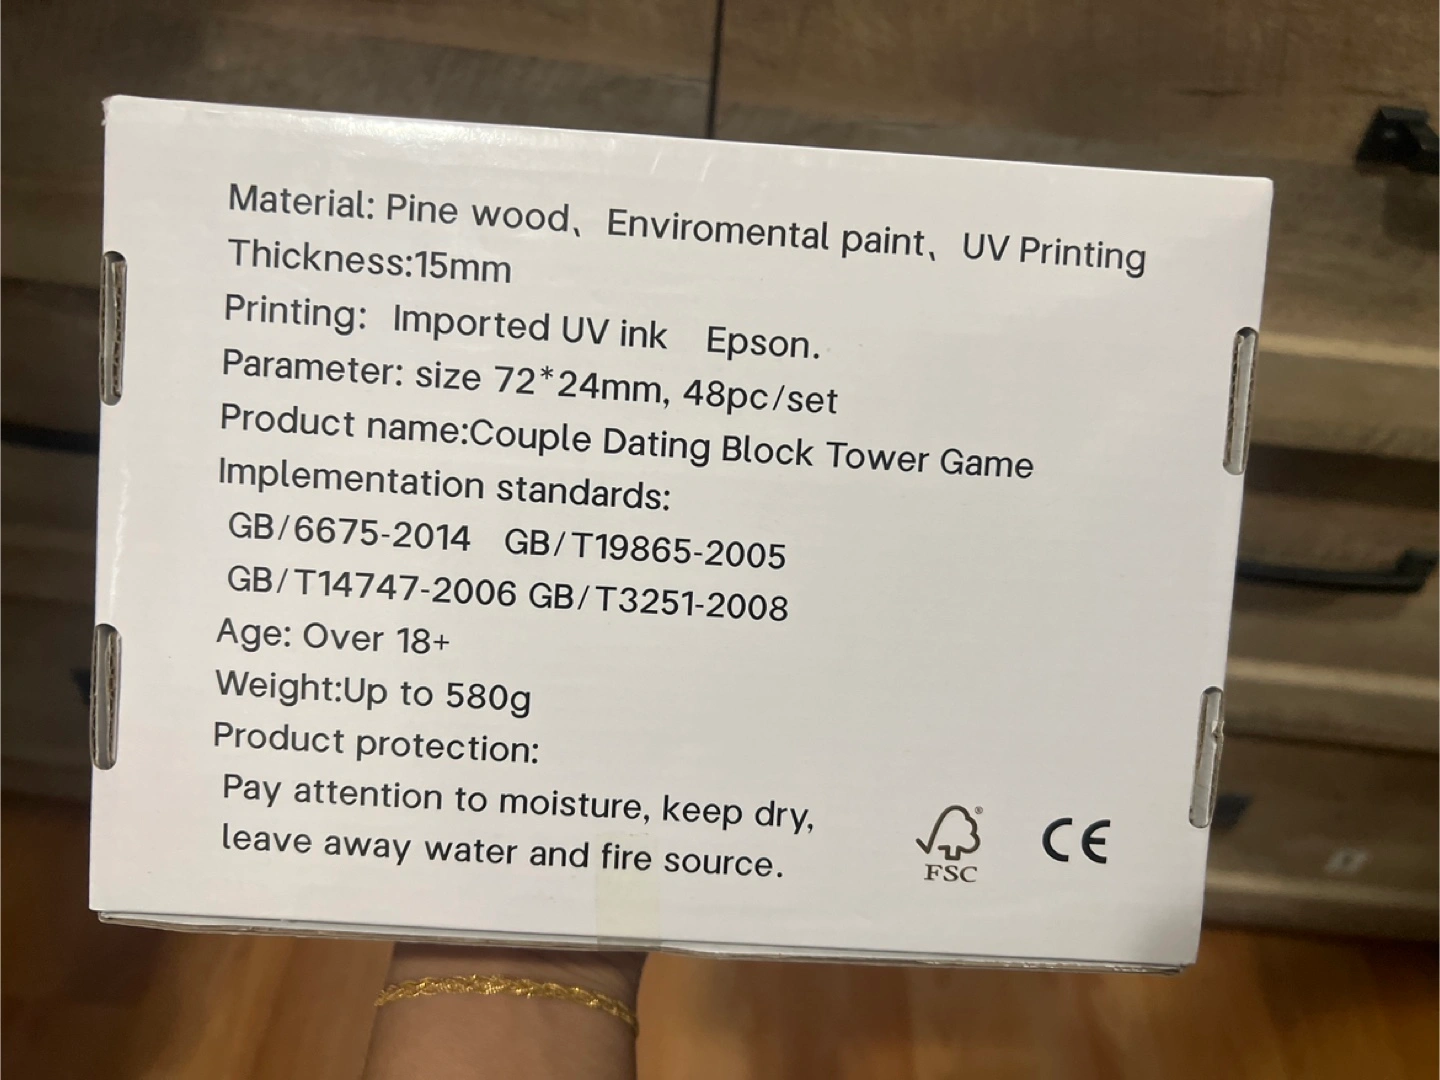 Material: Pine wood、Enviromental paint、UV Printing
Thickness:15mm
Printing: Imported UV ink Epson.
Parameter: size 72*24mm, 48pc/set
Product name:Couple Dating Block Tower Game
Implementation standards:
GB/6675-2014 GB/T19865-2005
GB/T14747-2006 GB/T3251-2008
Age: Over 18+
Weight:Up to 580g
Product protection:
Pay attention to moisture, keep dry,
leave away water and fire source.
® FSC CE